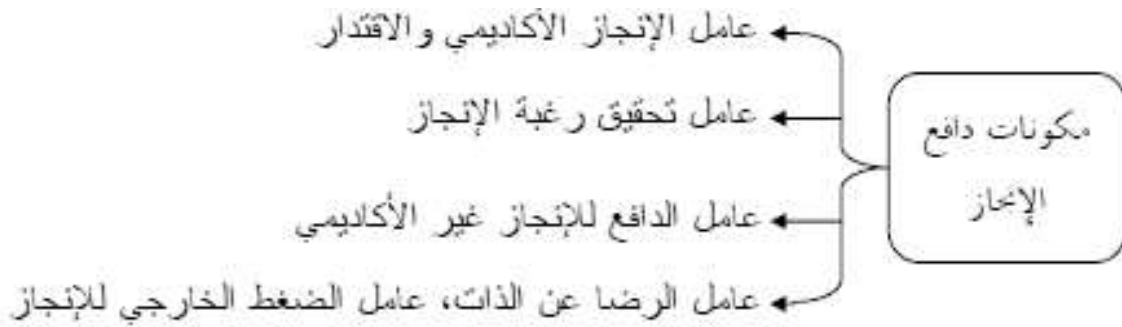 مكونات دافع
الإنجاز
عامل الإنجاز الأكاديمي والاقتدار
عامل تحقيق رغبة الإنجاز
عامل الدافع للإنجاز غير الأكاديمي
عامل الرضا عن الذات، عامل الضغط الخارجي للإنجاز